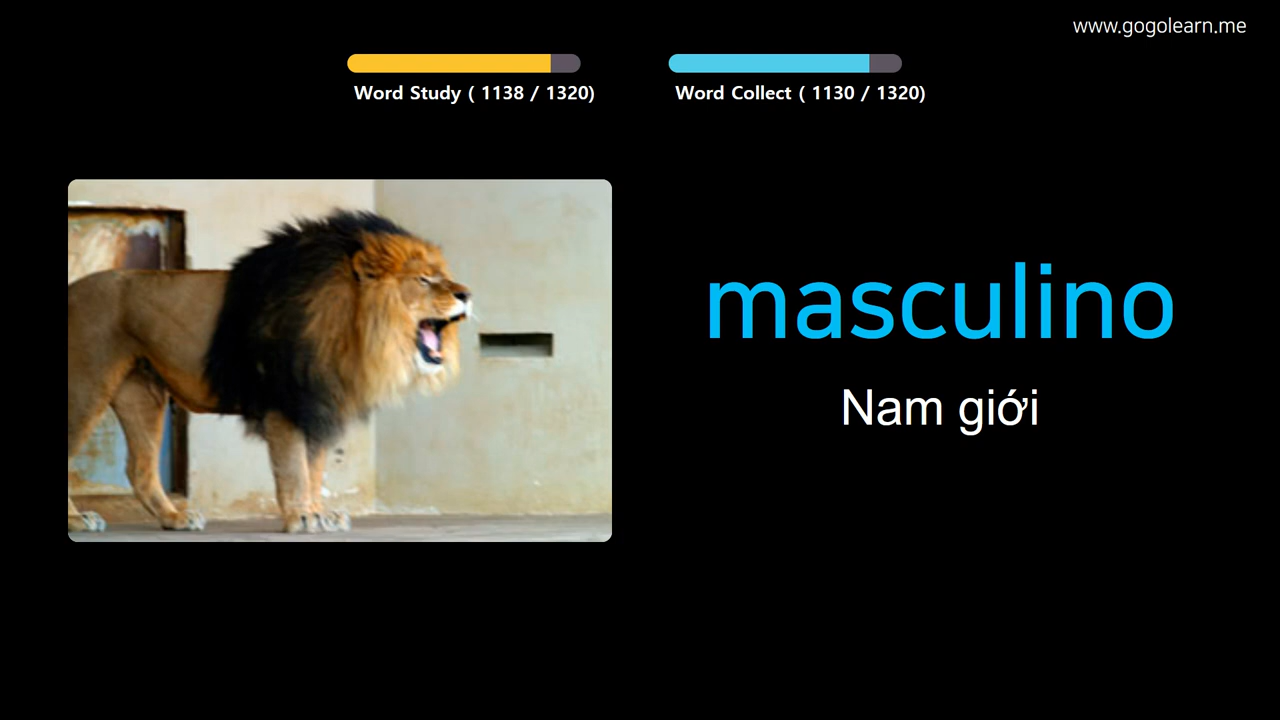 www.gogolearn.me
Word Study ( 1138 / 1320)
Word Collect ( 1130 / 1320)
masculino
Nam giới